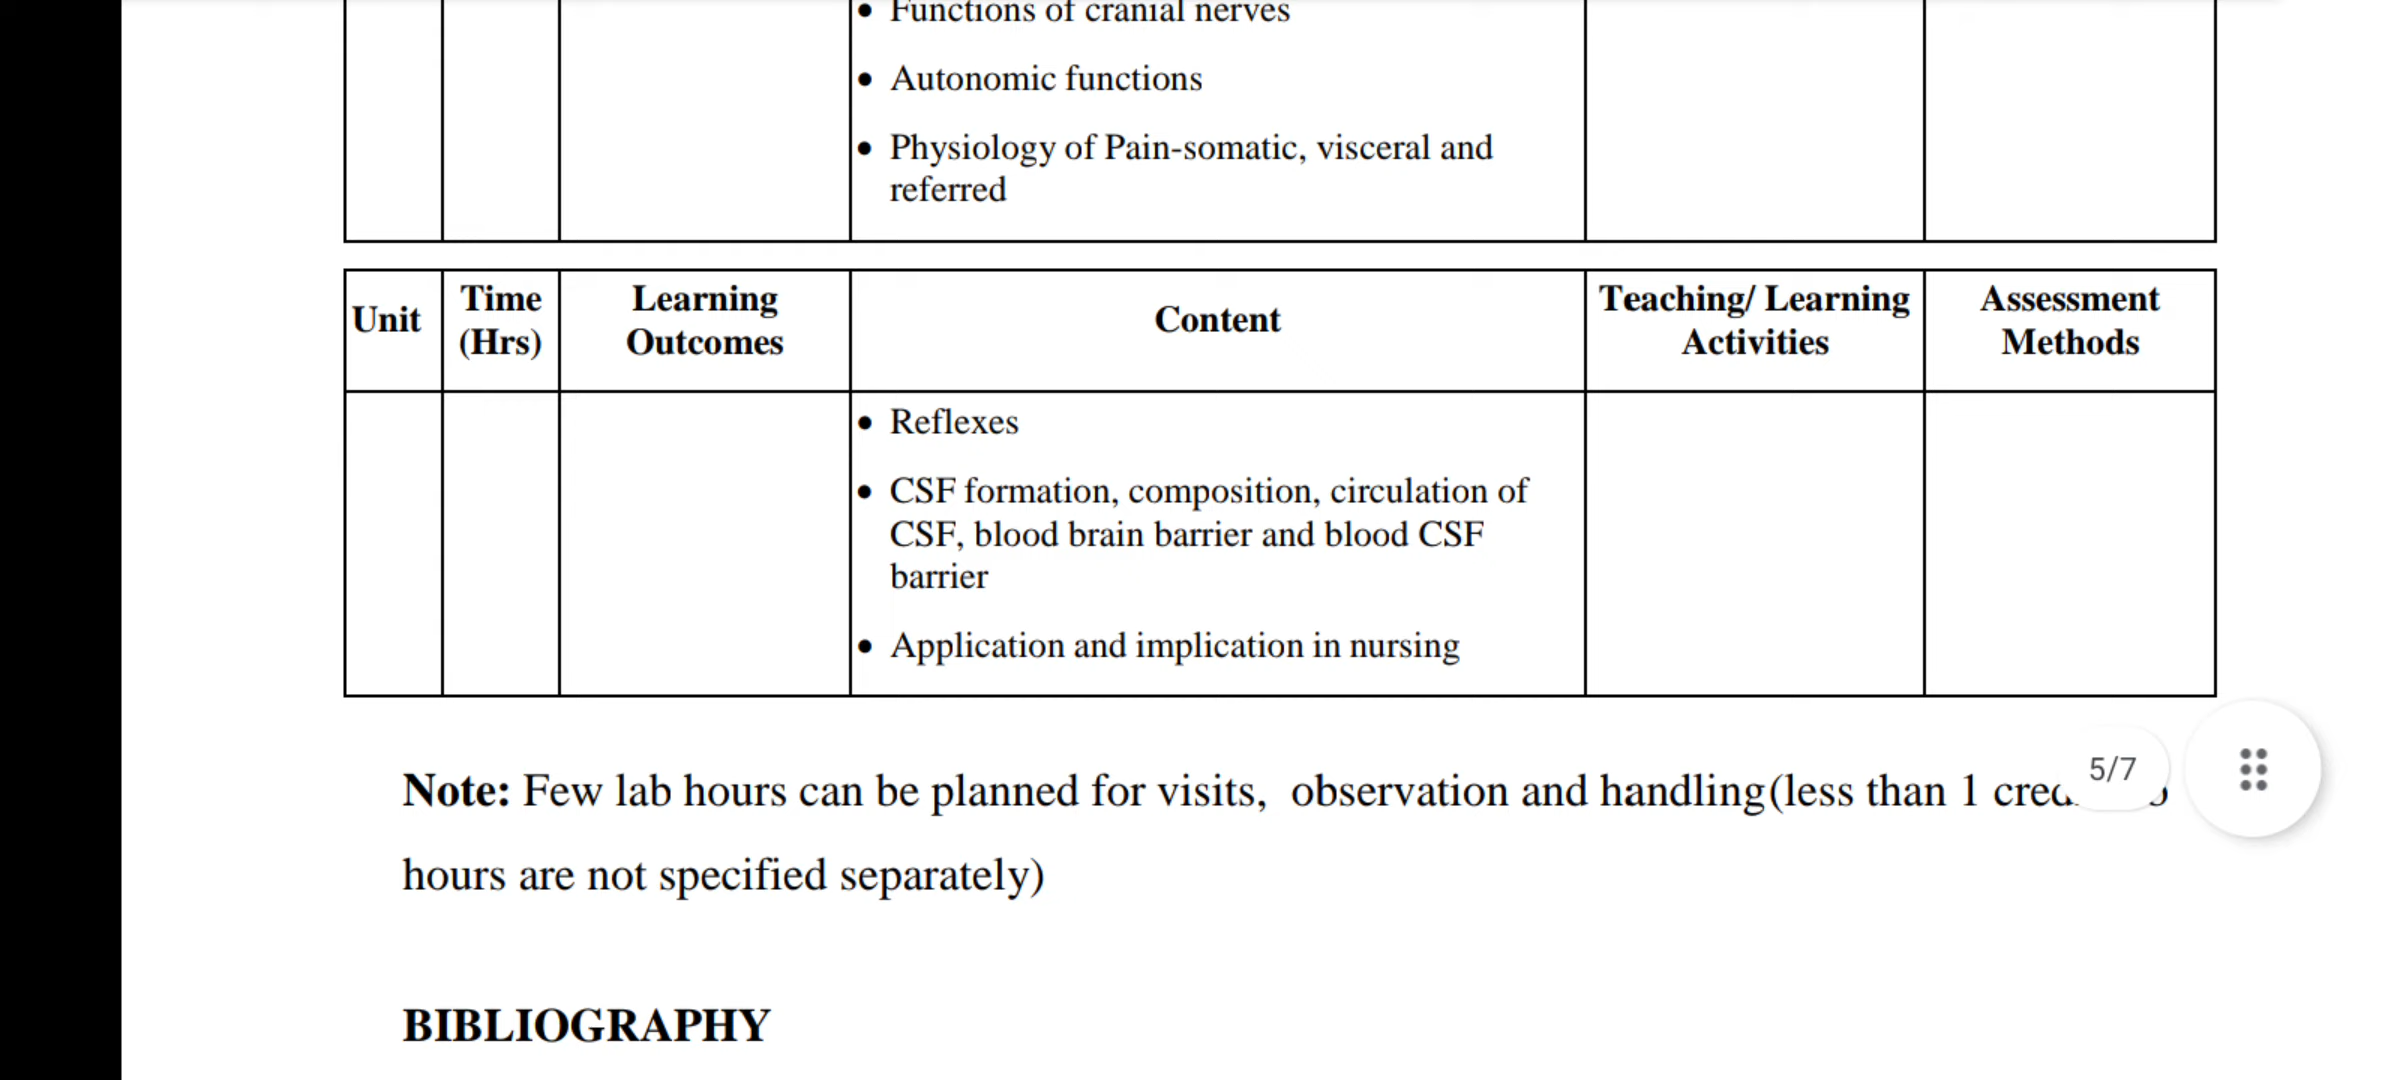 • Functions of cranial nerves
• Autonomic functions
• Physiology of Pain-somatic, visceral and
referred
Unit
Time
(Hrs)
Learning
Outcomes
Content
Teaching/ Learning
Activities
Assessment
Methods
• Reflexes
• CSF formation, composition, circulation of
CSF, blood brain barrier and blood CSF
barrier
• Application and implication in nursing
Note: Few lab hours can be planned for visits, observation and handling(less than 1
5/7
hours are not specified separately)
BIBLIOGRAPHY